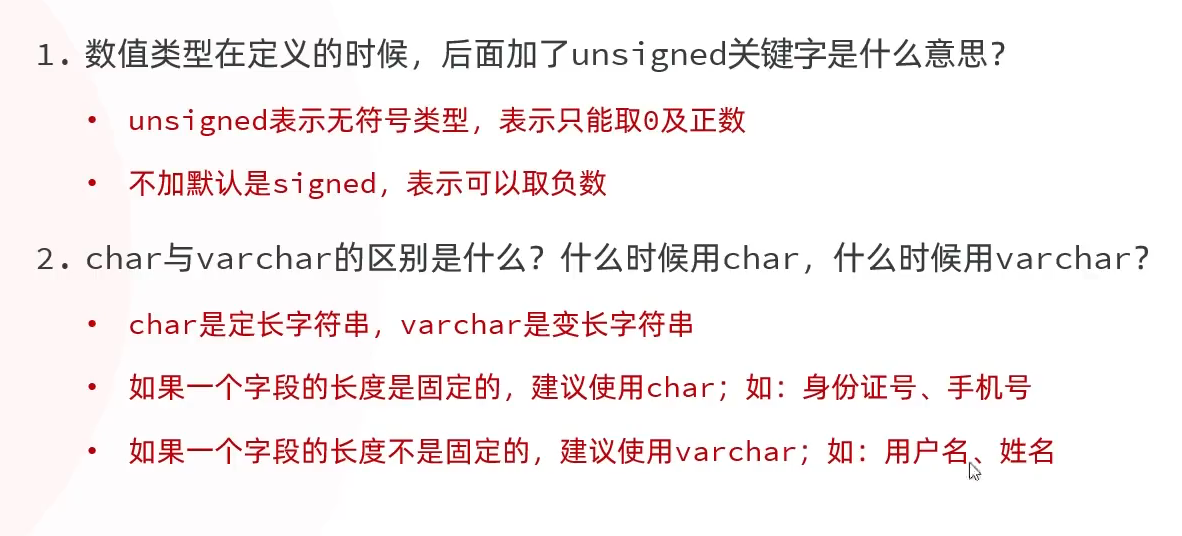 1. 数值类型在定义的时候，后面加了unsigned关键字是什么意思？
• unsigned表示无符号类型，表示只能取0及正数
• 不加默认是signed，表示可以取负数
2. char与varchar的区别是什么？什么时候用char，什么时候用varchar？
• char是定长字符串，varchar是变长字符串
• 如果一个字段的长度是固定的，建议使用char；如：身份证号、手机号
• 如果一个字段的长度不是固定的，建议使用varchar；如：用户名、姓名